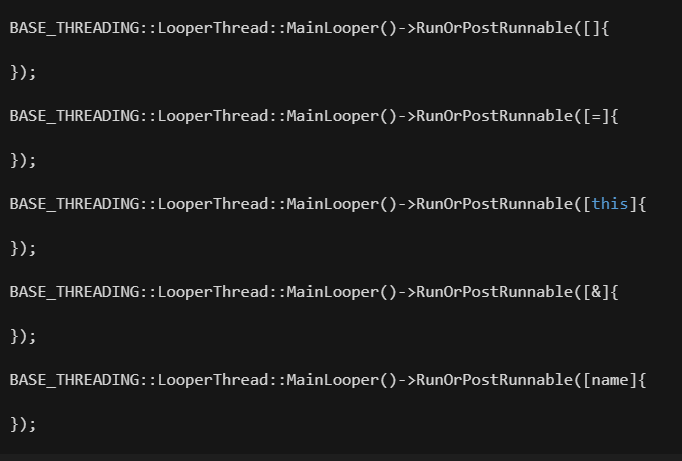 BASE_THREADING::LooperThread::MainLooper()->RunOrPostRunnable([]{
});
BASE_THREADING::LooperThread::MainLooper()->RunOrPostRunnable([=]{
});
BASE_THREADING::LooperThread::MainLooper()->RunOrPostRunnable([this]{
});
BASE_THREADING::LooperThread::MainLooper()->RunOrPostRunnable([&]{
});
BASE_THREADING::LooperThread::MainLooper()->RunOrPostRunnable([name]{
});